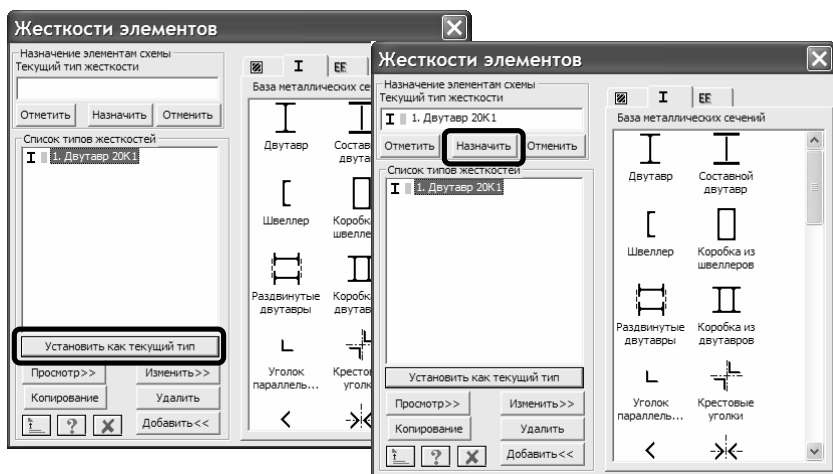 Жесткости элементов
Назначение элементам схемы
Текущий тип жесткости
Отметить Назначить Отменить
Список типов жесткостей
1. Двутавр 20К1
Установить как текущий тип
Просмотр>> Изменить>>
Копирование Удалить
? Добавить<<
База металлических се
Двутавр Состав
двута
Швеллер Коробк
швелле
Раздвинутые Коробк
двутавры двутав
Уголок Кресто
параллель... уголк
Жесткости элементов
Назначение элементам схемы
Текущий тип жесткости
1. Двутавр 20К1
Отметить Назначить Отменить
Список типов жесткостей
1. Двутавр 20К1
Установить как текущий тип
Просмотр>> Изменить>>
Копирование Удалить
? Добавить<<
База металлических сечений
Двутавр Составной
двутавр
Швеллер Коробка из
швеллеров
Раздвинутые Коробка из
двутавры двутавров
Уголок Крестовые
параллель... уголки